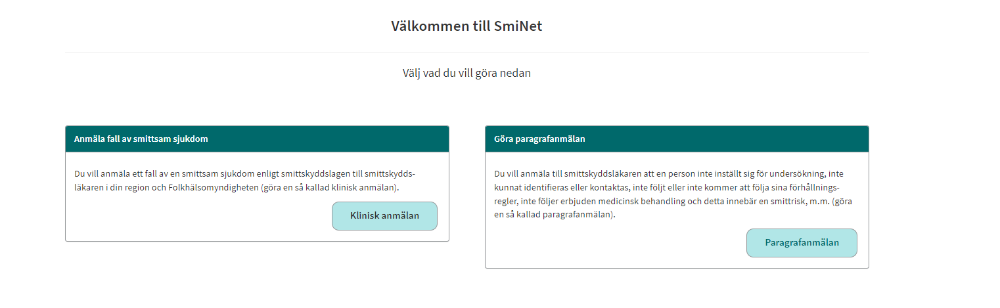 Välkommen till SmiNet
Välj vad du vill göra nedan
Anmäla fall av smittsam sjukdom
Du vill anmäla ett fall av en smittsam sjukdom enligt smittskyddslagen till smittskydds-
läkaren i din region och Folkhälsomyndigheten (göra en så kallad klinisk anmälan).
Klinisk anmälan
Göra paragrafanmälan
Du vill anmäla till smittskyddsläkaren att en person inte inställt sig för undersökning, inte
kunnat identifieras eller kontaktas, inte följt eller inte kommer att följa sina förhållnings-
regler, inte följer erbjuden medicinsk behandling och detta innebär en smittrisk, m.m. (göra
en så kallad paragrafanmälan).
Paragrafanmälan